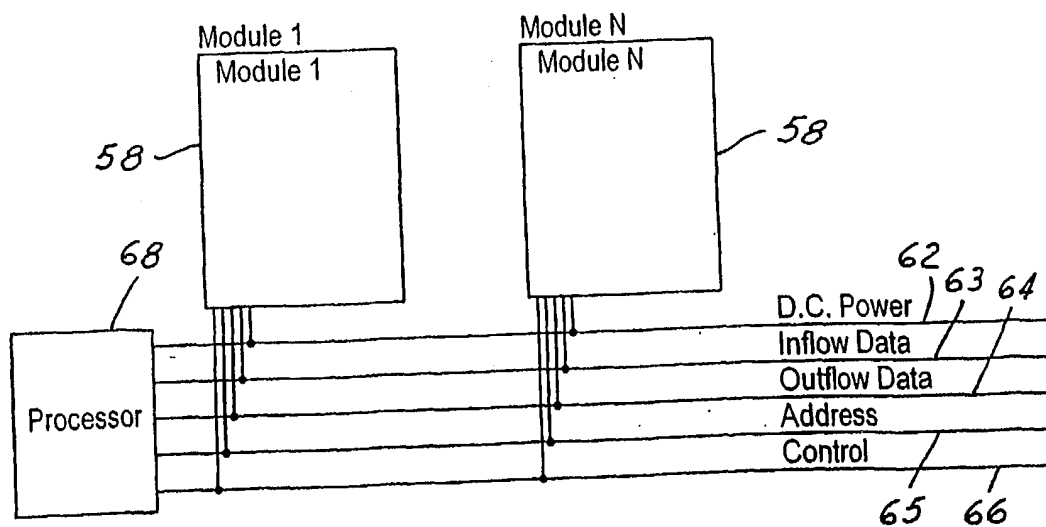 Module 1
Module 1
Module N
Module N
58
58
68
62
63
64
D.C. Power
Inflow Data
Outflow Data
Address
Control
Processor
65
66